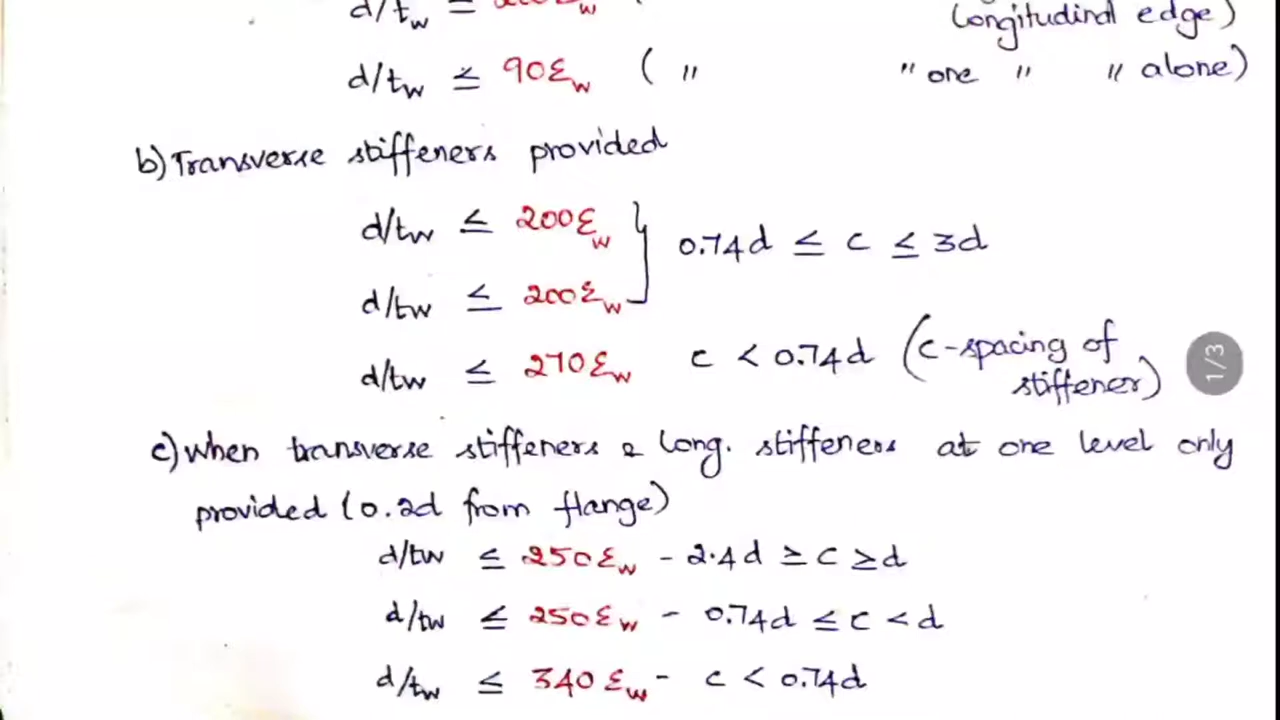 d/tw ≤ 200εw (
longitudinal edge)
d/tw ≤ 90εw ( " " one " " alone)
b) Transverse stiffeners provided
d/tw ≤ 200εw
0.74d ≤ c ≤ 3d
d/tw ≤ 200εw
d/tw ≤ 270εw c < 0.74d (c-spacing of
stiffener)
1/3
c) When transverse stiffeners & long. stiffeners at one level only
provided (0.2d from flange)
d/tw ≤ 250εw - 2.4d ≥ c ≥ d
d/tw ≤ 250εw - 0.74d ≤ c < d
d/tw ≤ 340εw - c < 0.74d